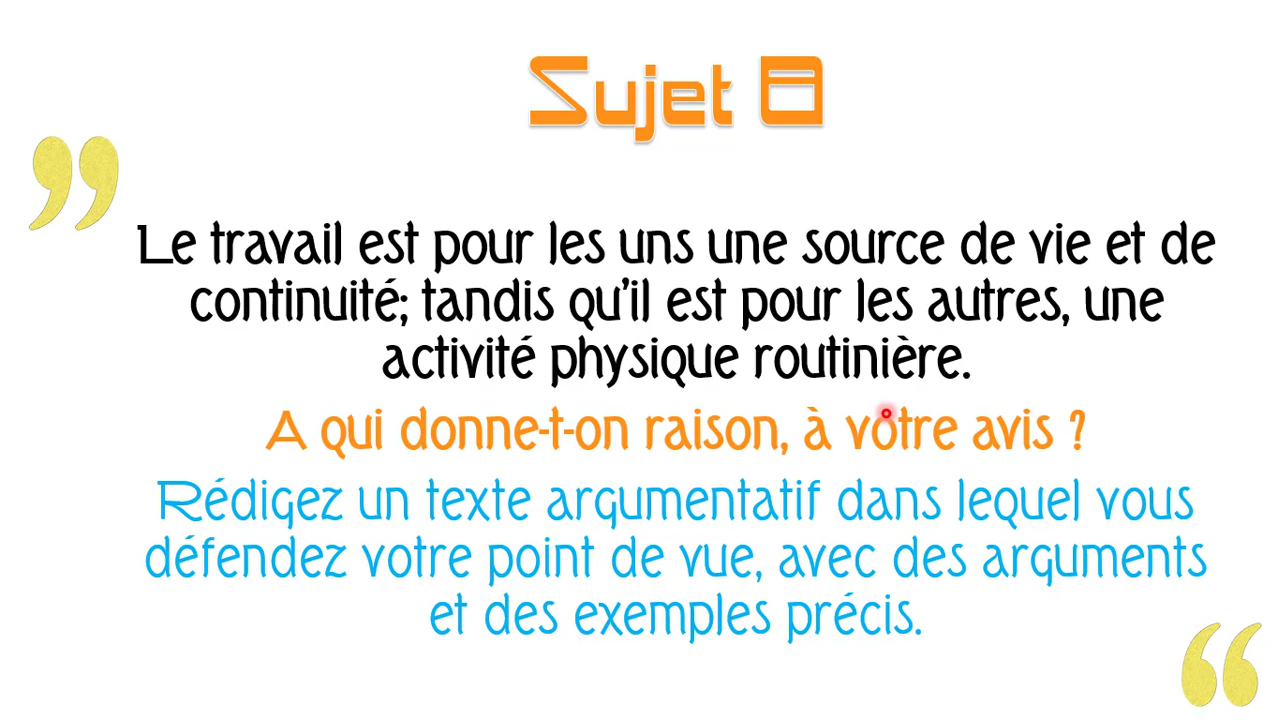 Sujet 8
Le travail est pour les uns une source de vie et de
continuité; tandis qu'il est pour les autres, une
activité physique routinière.
A qui donne-t-on raison, à votre avis ?
Rédigez un texte argumentatif dans lequel vous
défendez votre point de vue, avec des arguments
et des exemples précis.